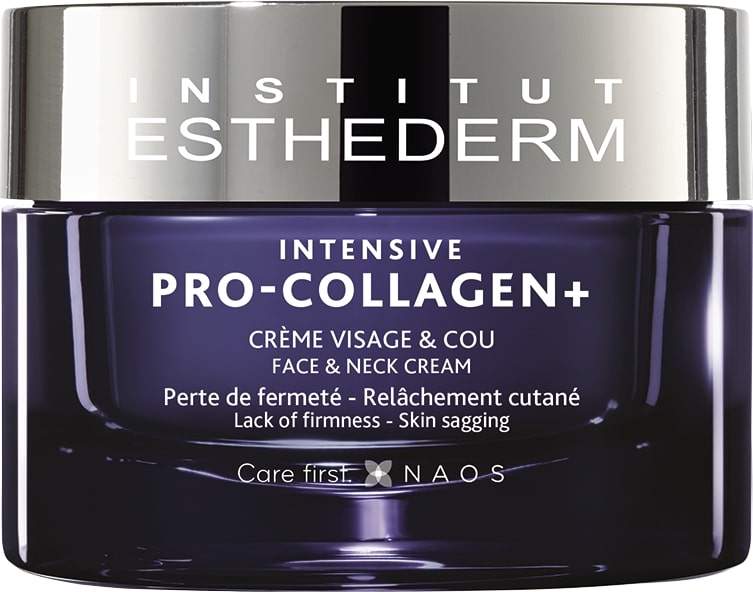 INSTITUT
ESTHEDERM
INTENSIVE
PRO-COLLAGEN+
CRÈME VISAGE & COU
FACE & NECK CREAM
Perte de fermeté - Relâchement cutané
Lack of firmness - Skin sagging
Care first. NAOS